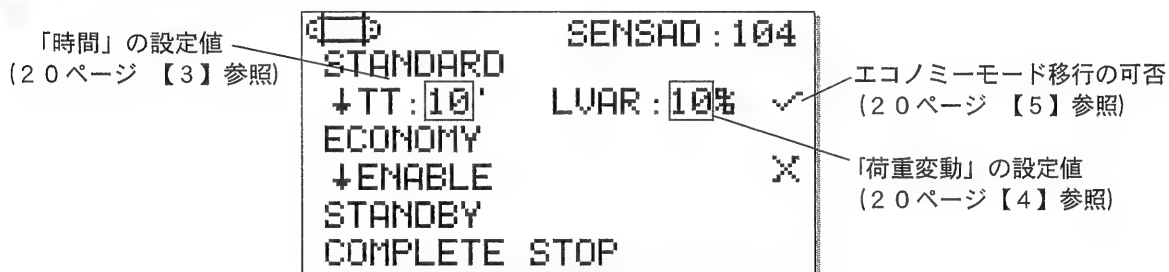 「時間」の設定値
(20ページ 【3】参照)
SENSAD:104
STANDARD
↓TT:10' LVAR:10% ✓
ECONOMY
↓ENABLE X
STANDBY
COMPLETE STOP
エコノミーモード移行の可否
(20ページ 【5】参照)
「荷重変動」の設定値
(20ページ【4】参照)